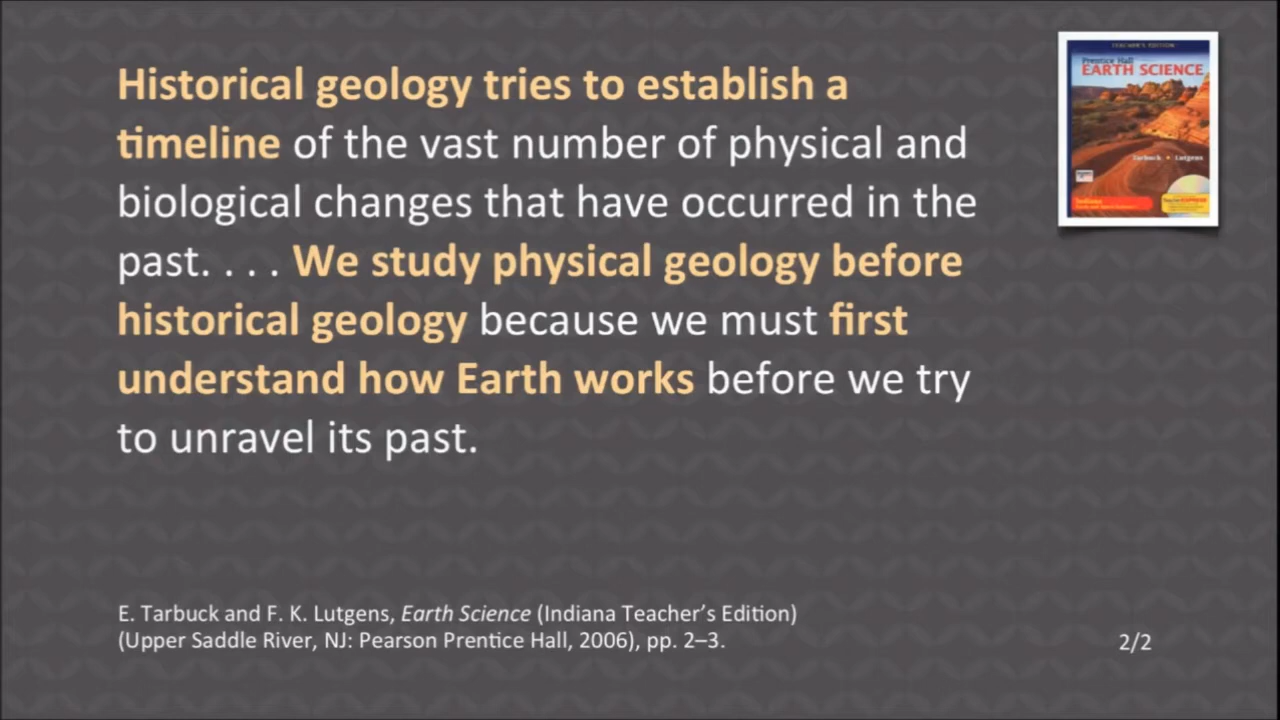 Historical geology tries to establish a
timeline of the vast number of physical and
biological changes that have occurred in the
past. . . . We study physical geology before
historical geology because we must first
understand how Earth works before we try
to unravel its past.
TEACHER'S EDITION
Prentice Hall
EARTH SCIENCE
Tarbuck • Lutgens
Indiana
E. Tarbuck and F. K. Lutgens, Earth Science (Indiana Teacher's Edition)
(Upper Saddle River, NJ: Pearson Prentice Hall, 2006), pp. 2–3.
2/2